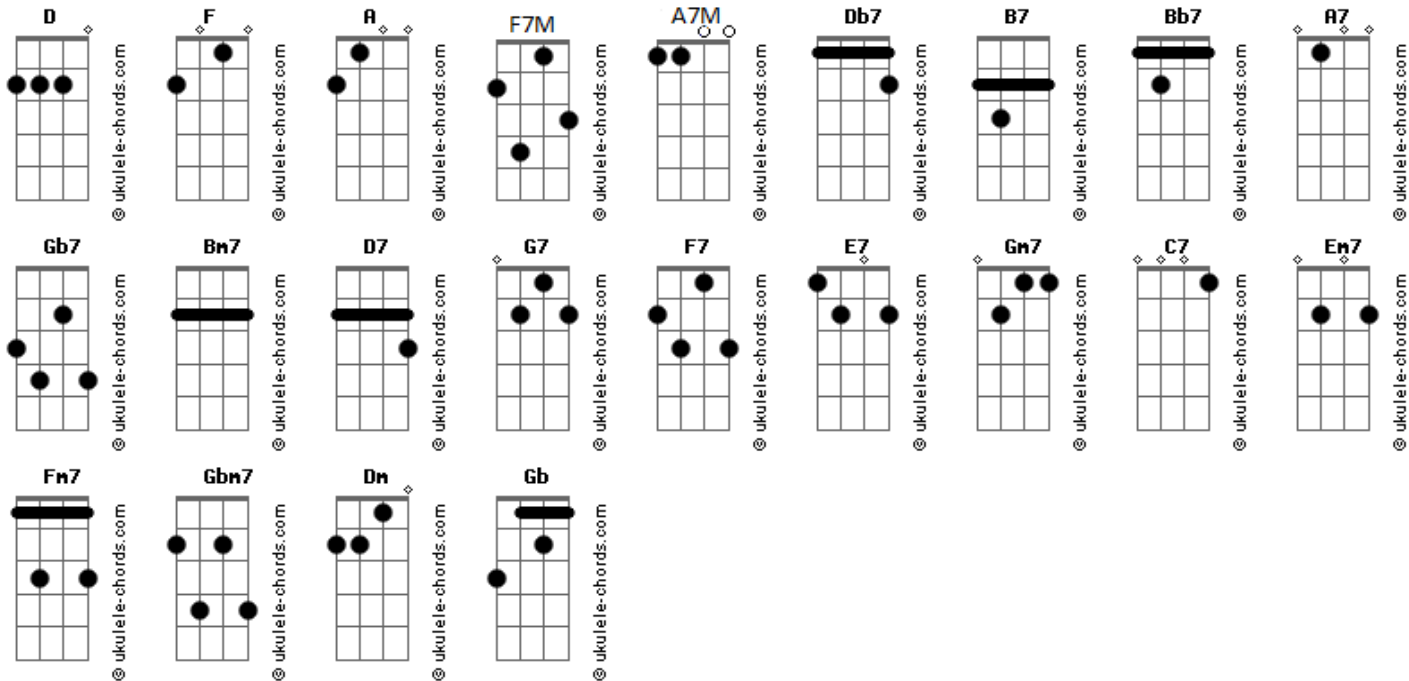 D F A F7M A7M Db7 B7 Bb7 A7
© ukulele-chords.com © ukulele-chords.com © ukulele-chords.com © ukulele-chords.com © ukulele-chords.com © ukulele-chords.com © ukulele-chords.com © ukulele-chords.com © ukulele-chords.com
Gb7 Bm7 D7 G7 F7 E7 Gm7 C7 Em7
© ukulele-chords.com © ukulele-chords.com © ukulele-chords.com © ukulele-chords.com © ukulele-chords.com © ukulele-chords.com © ukulele-chords.com © ukulele-chords.com © ukulele-chords.com
Fm7 Gbm7 Dm Gb
© ukulele-chords.com © ukulele-chords.com © ukulele-chords.com © ukulele-chords.com